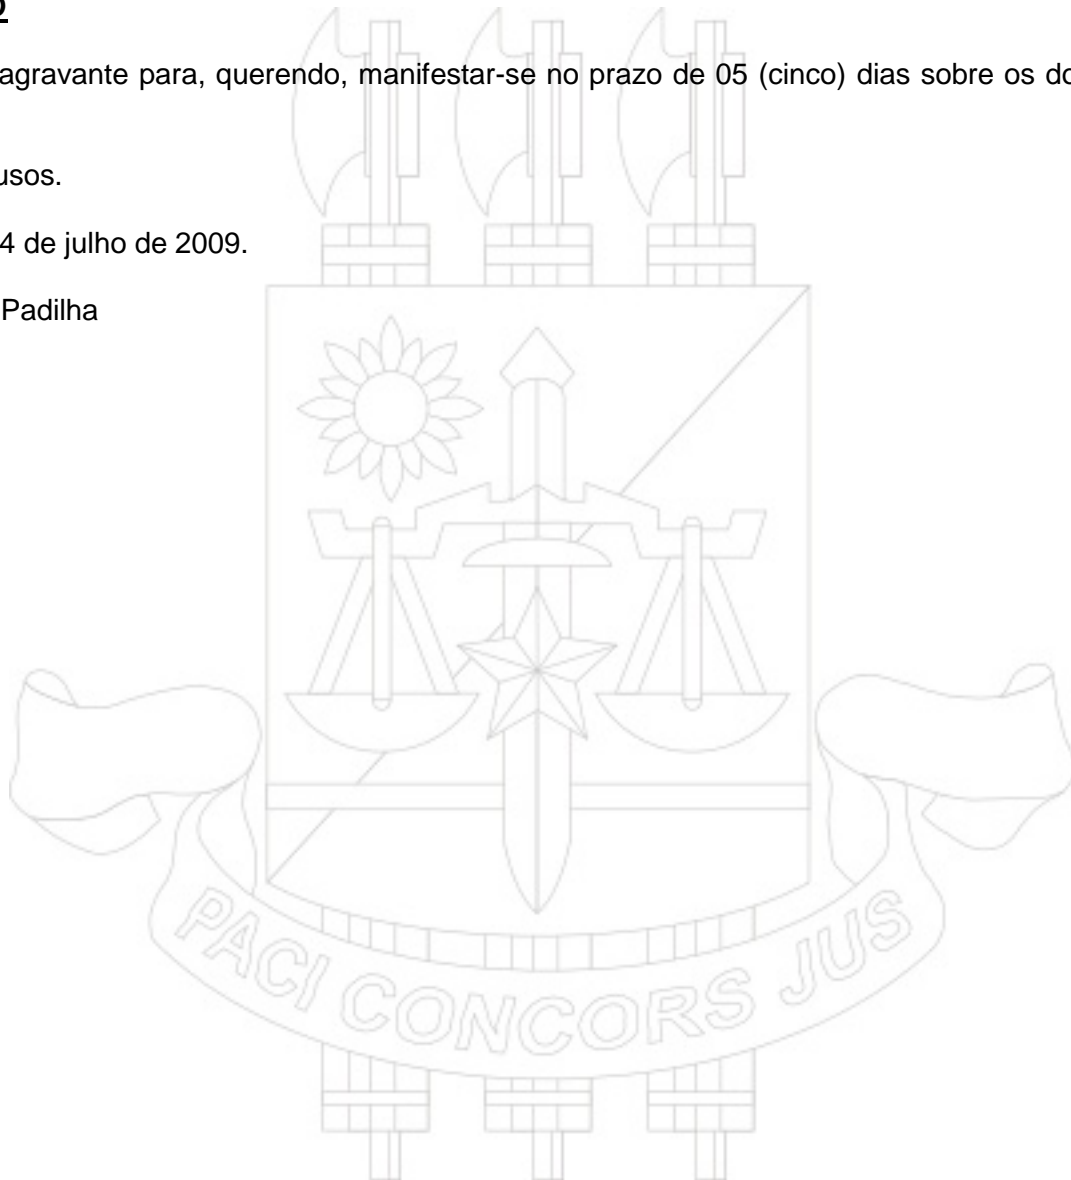 O
agravante para, querendo, manifestar-se no prazo de 05 (cinco) dias sobre os do
usos.
4 de julho de 2009.
Padilha
PACI CONCORS JUS